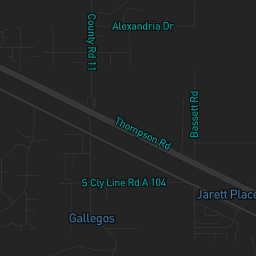 Alexandria Dr
County Rd 11
Bassett Rd
Thompson Rd
S Cty Line Rd A 104
Jarett Place
Gallegos